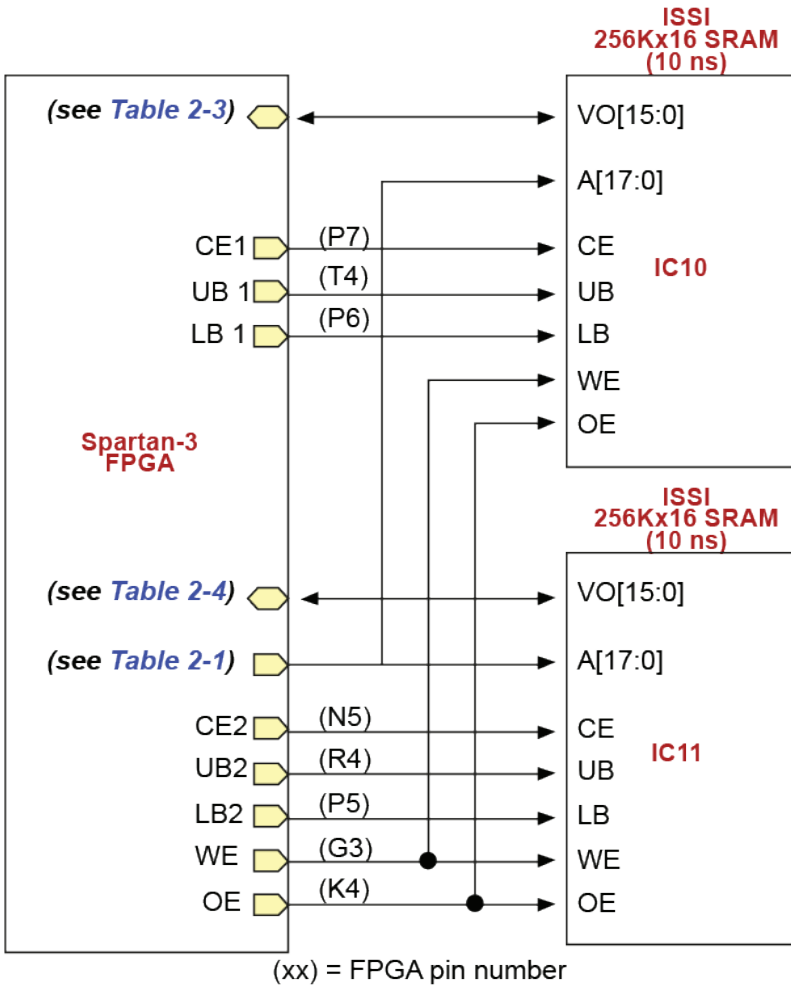 ISSI
256Kx16 SRAM
(10 ns)
(see Table 2-3)
VO[15:0]
A[17:0]
CE1
(P7)
CE
IC10
UB 1
(T4)
UB
LB 1
(P6)
LB
WE
OE
Spartan-3
FPGA
ISSI
256Kx16 SRAM
(10 ns)
(see Table 2-4)
VO[15:0]
(see Table 2-1)
A[17:0]
CE2
(N5)
CE
IC11
UB2
(R4)
UB
LB2
(P5)
LB
WE
(G3)
WE
OE
(K4)
OE
(xx) = FPGA pin number